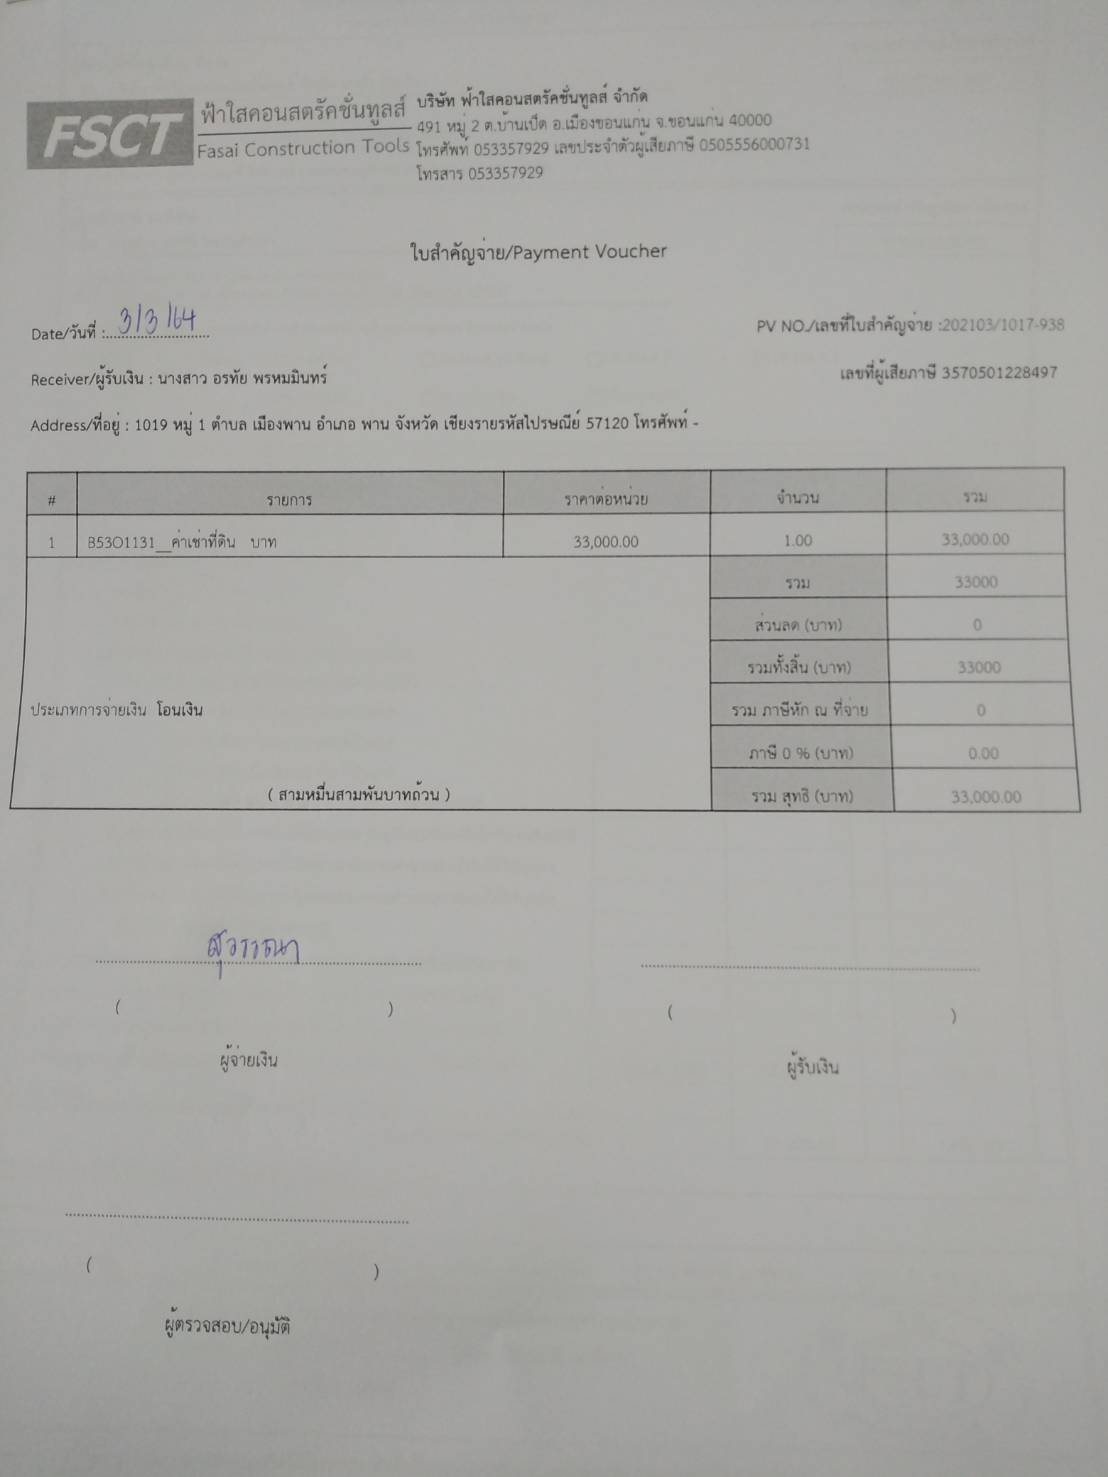 FSCT
ฟ้าใสคอนสตรัคชั่นทูลส์
Fasai Construction Tools
บริษัท ฟ้าใสคอนสตรัคชั่นทูลส์ จำกัด
491 หมู่ 2 ต.บ้านเป็ด อ.เมืองขอนแก่น จ.ขอนแก่น 40000
โทรศัพท์ 053357929 เลขประจำตัวผู้เสียภาษี 0505556000731
โทรสาร 053357929
ใบสำคัญจ่าย/Payment Voucher
Date/วันที่ : 3/3/64
PV NO./เลขที่ใบสำคัญจ่าย :202103/1017-938
Receiver/ผู้รับเงิน : นางสาว อรทัย พรหมมินทร์
เลขที่ผู้เสียภาษี 3570501228497
Address/ที่อยู่ : 1019 หมู่ 1 ตำบล เมืองพาน อำเภอ พาน จังหวัด เชียงรายรหัสไปรษณีย์ 57120 โทรศัพท์ -
# รายการ ราคาต่อหน่วย จำนวน รวม
1 B53O1131__ค่าเช่าที่ดิน บาท 33,000.00 1.00 33,000.00
รวม 33000
ส่วนลด (บาท) 0
รวมทั้งสิ้น (บาท) 33000
ประเภทการจ่ายเงิน โอนเงิน รวม ภาษีหัก ณ ที่จ่าย 0
ภาษี 0 % (บาท) 0.00
( สามหมื่นสามพันบาทถ้วน ) รวม สุทธิ (บาท) 33,000.00
สุวรรณา
( ) ( )
ผู้จ่ายเงิน ผู้รับเงิน
( )
ผู้ตรวจสอบ/อนุมัติ